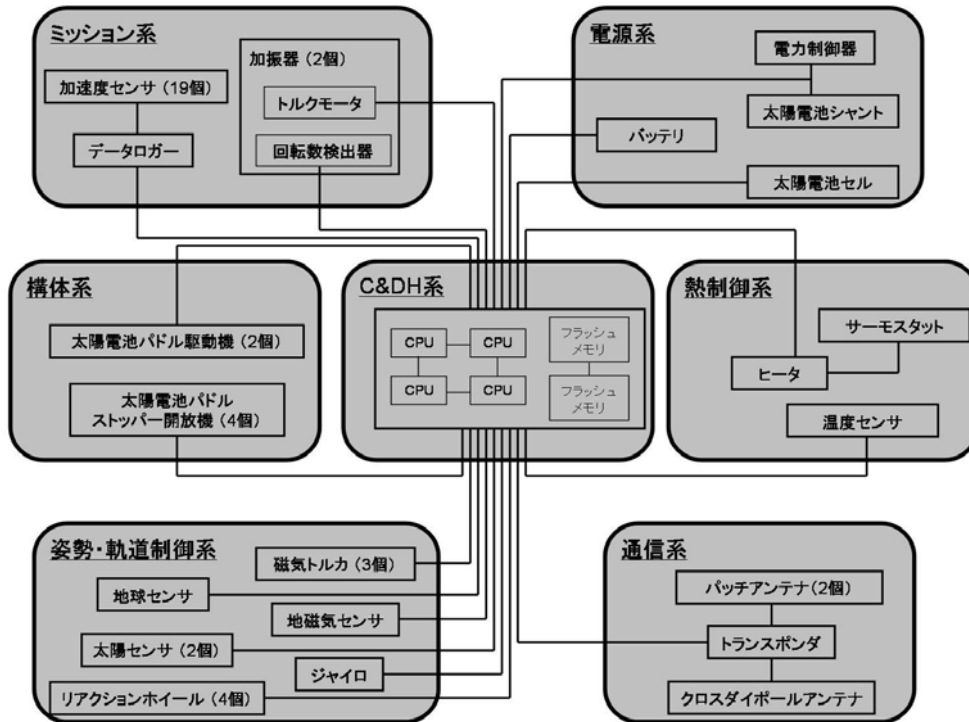 ミッション系
加振器(2個)
加速度センサ(19個)
トルクモータ
データロガー
回転数検出器
電源系
電力制御器
太陽電池シャント
バッテリ
太陽電池セル
構体系
太陽電池パドル駆動機(2個)
太陽電池パドル
ストッパー開放機(4個)
C&DH系
CPU
CPU
フラッシュ
メモリ
CPU
CPU
フラッシュ
メモリ
熱制御系
サーモスタット
ヒータ
温度センサ
姿勢・軌道制御系
磁気トルカ(3個)
地球センサ
地磁気センサ
太陽センサ(2個)
ジャイロ
リアクションホイール(4個)
通信系
パッチアンテナ(2個)
トランスポンダ
クロスダイポールアンテナ